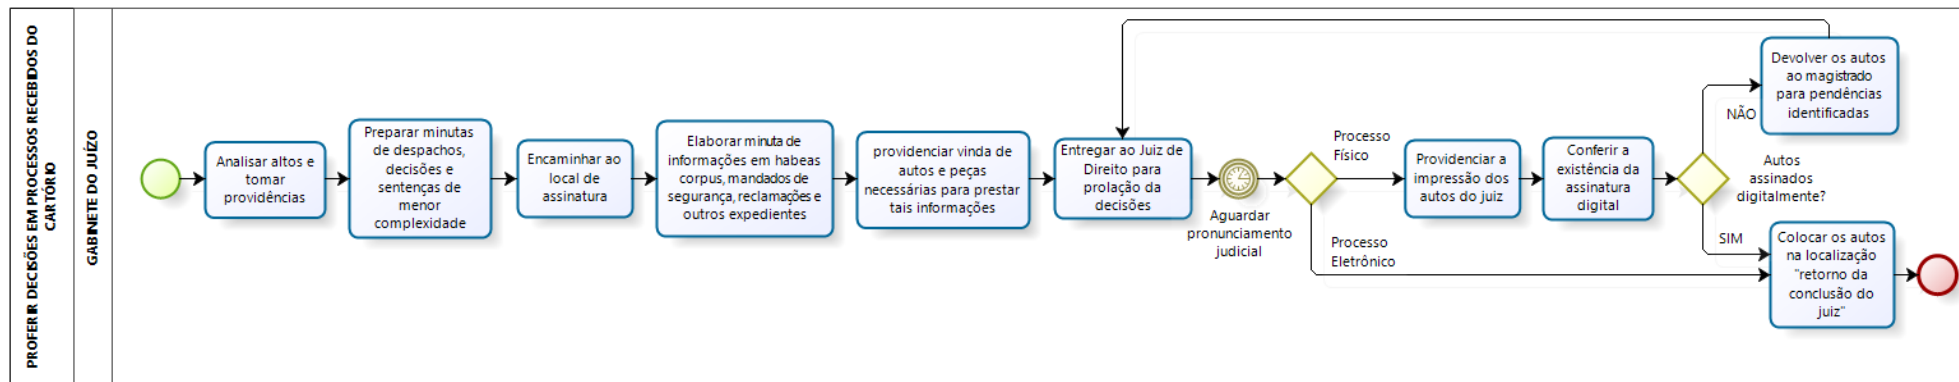 PROFERIR DECISÕES EM PROCESSOS RECEBIDOS DO
CARTÓRIO
GABINETE DO JUÍZO
Analisar altos e
tomar
providências
Preparar minutas
de despachos,
decisões e
sentenças de
menor
complexidade
Encaminhar ao
local de
assinatura
Elaborar minuta de
informações em habeas
corpus, mandados de
segurança, reclamações e
outros expedientes
providenciar vinda de
autos e peças
necessárias para prestar
tais informações
Entregar ao Juiz de
Direito para
prolação da
decisões
Aguardar
pronunciamento
judicial
Processo
Físico
Processo
Eletrônico
Providenciar a
impressão dos
autos do juiz
Conferir a
existência da
assinatura
digital
Autos
assinados
digitalmente?
NÃO
Devolver os autos
ao magistrado
para pendências
identificadas
SIM
Colocar os autos
na localização
"retorno da
conclusão do
juiz"